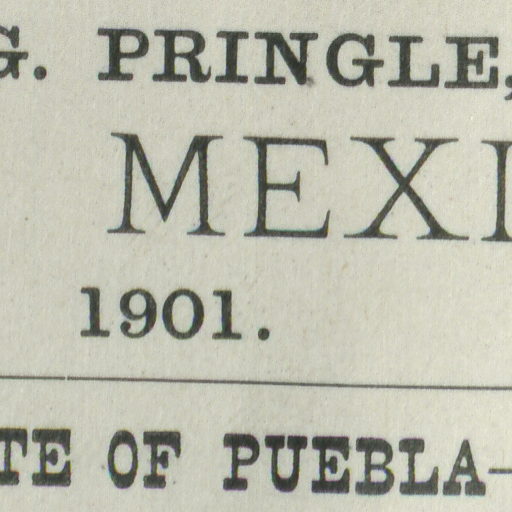 G. PRINGLE,
MEXI
1901.
TE OF PUEBLA—